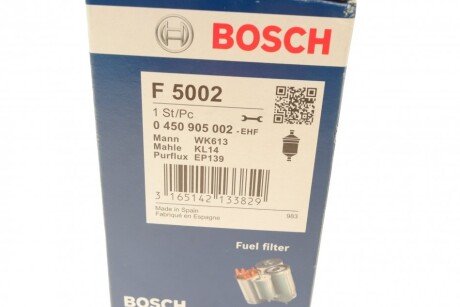 BOSCH
F 5002
1 St/Pc
0 450 905 002 -EHF
Mann WK613
Mahle KL14
Purflux EP139
3 165142 133829
Made in Spain
Fabriqué en Espagne
983
Fuel filter
BOSCH